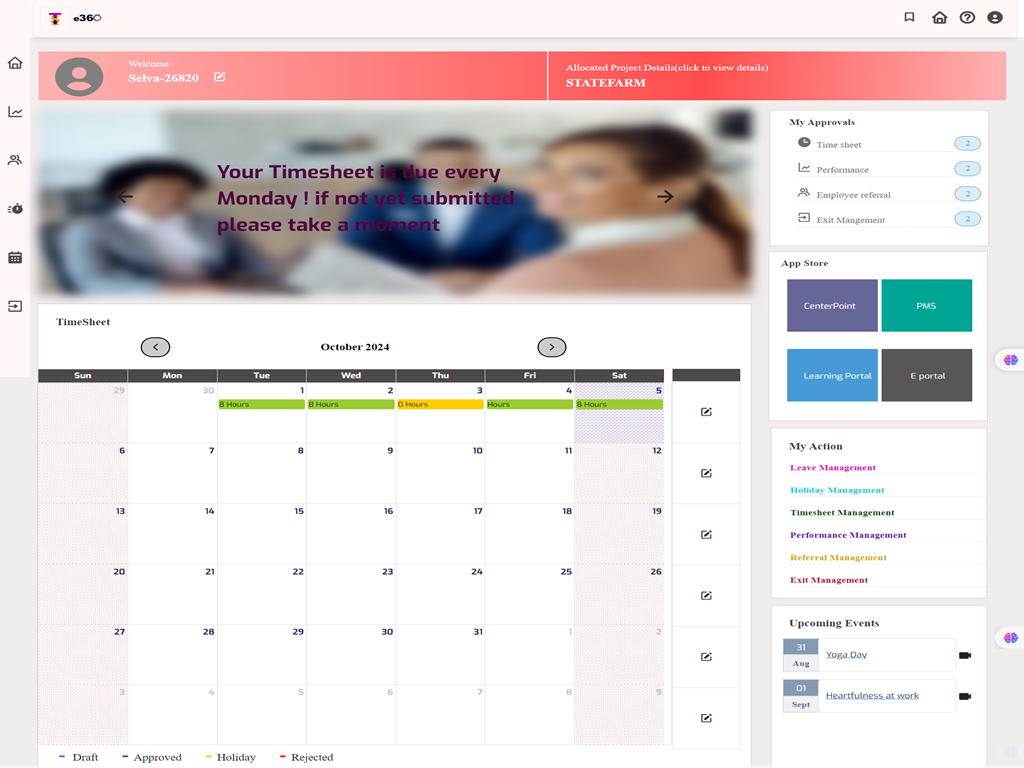 e360
Welcome
Selva-26820
Allocated Project Details(click to view details)
STATEFARM
Your Timesheet is due every
Monday ! if not yet submitted
please take a moment
My Approvals
Time sheet 2
Performance 2
Employee referral 2
Exit Mangement 2
App Store
CenterPoint PMS
Learning Portal E portal
TimeSheet
October 2024
Sun Mon Tue Wed Thu Fri Sat
29 30 1 2 3 4 5
8 Hours 8 Hours 0 Hours Hours 8 Hours
6 7 8 9 10 11 12
13 14 15 16 17 18 19
20 21 22 23 24 25 26
27 28 29 30 31 1 2
3 4 5 6 7 8 9
Draft Approved Holiday Rejected
My Action
Leave Management
Holiday Management
Timesheet Management
Performance Management
Referral Management
Exit Management
Upcoming Events
31
Aug
Yoga Day
01
Sept
Heartfulness at work